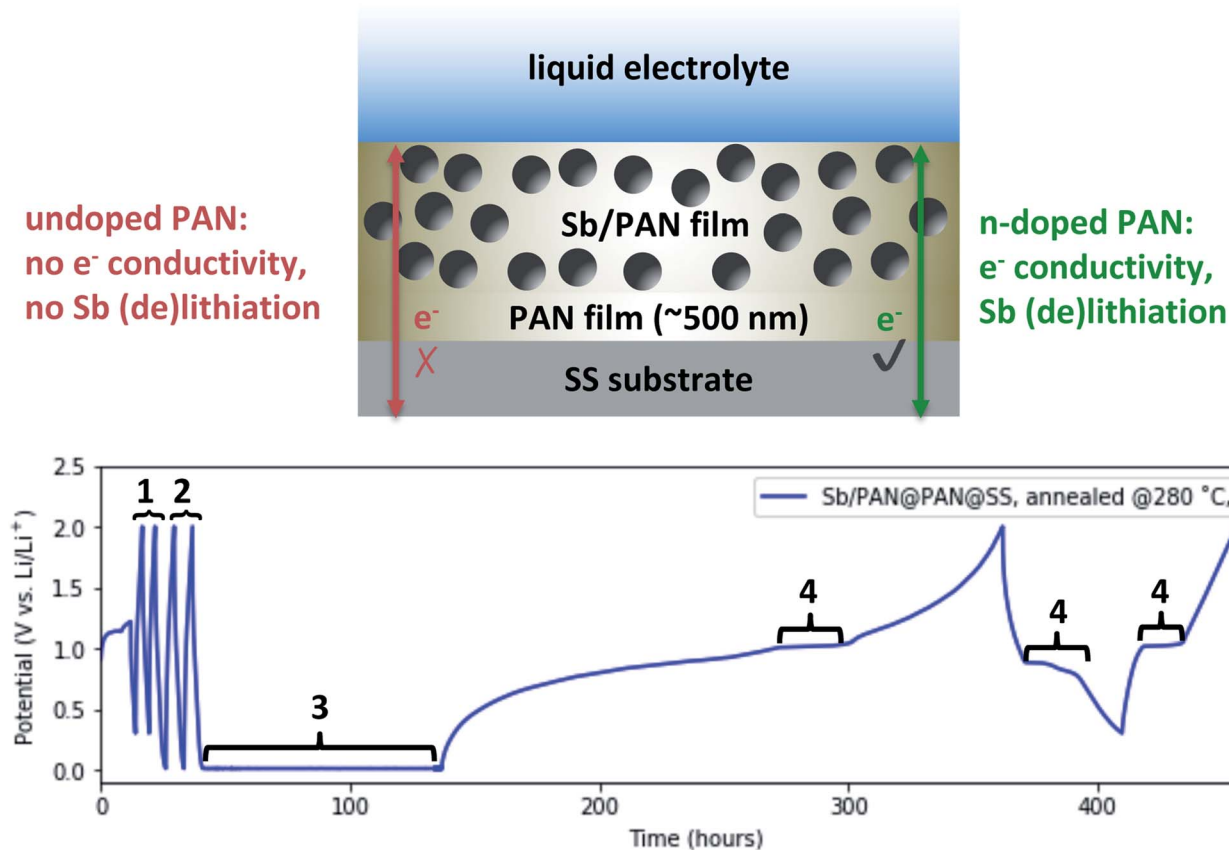 liquid electrolyte
undoped PAN:
no e⁻ conductivity,
no Sb (de)lithiation
Sb/PAN film
n-doped PAN:
e⁻ conductivity,
Sb (de)lithiation
e⁻
PAN film (~500 nm)
e⁻
✗
SS substrate
✓
2.5
2.0
1.5
1.0
0.5
0.0
Potential (V vs. Li/Li⁺)
1
2
3
4
4
4
Sb/PAN@PAN@SS, annealed @280 °C,
0
100
200
300
400
Time (hours)